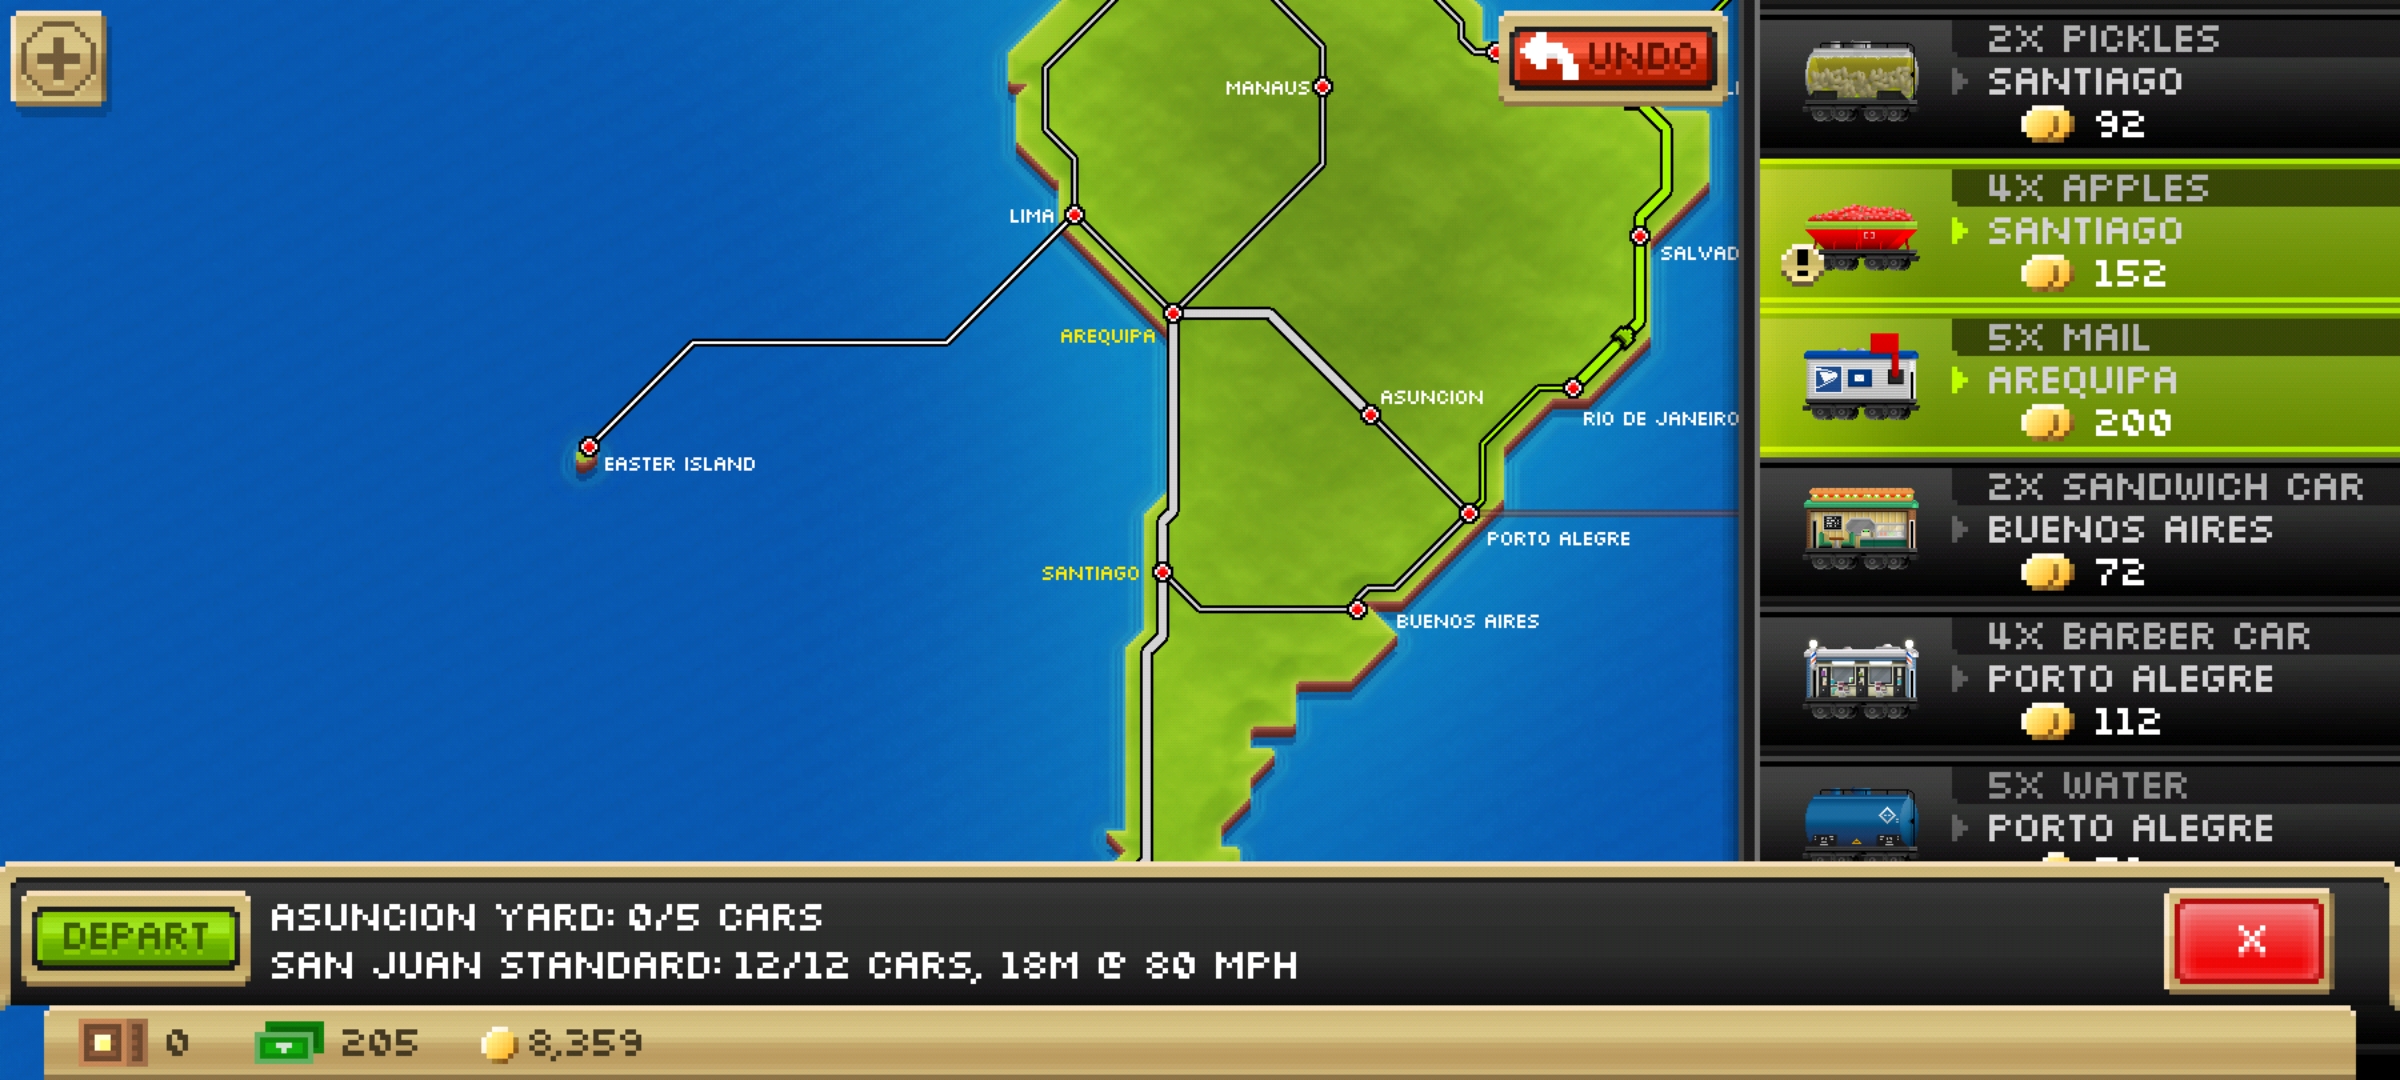 MANAUS
UNDO
LIMA
SALVAD
AREQUIPA
ASUNCION
RIO DE JANEIRO
EASTER ISLAND
PORTO ALEGRE
SANTIAGO
BUENOS AIRES
2X PICKLES
SANTIAGO
92
4X APPLES
SANTIAGO
152
5X MAIL
AREQUIPA
200
2X SANDWICH CAR
BUENOS AIRES
72
4X BARBER CAR
PORTO ALEGRE
112
5X WATER
PORTO ALEGRE
DEPART
ASUNCION YARD: 0/5 CARS
SAN JUAN STANDARD: 12/12 CARS, 18M @ 80 MPH
X
0
205
8,359